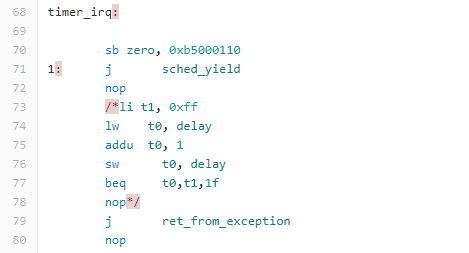 68 timer_irq:
69
70 sb zero, 0xb5000110
71 1: j sched_yield
72 nop
73 /*li t1, 0xff
74 lw t0, delay
75 addu t0, 1
76 sw t0, delay
77 beq t0,t1,1f
78 nop*/
79 j ret_from_exception
80 nop